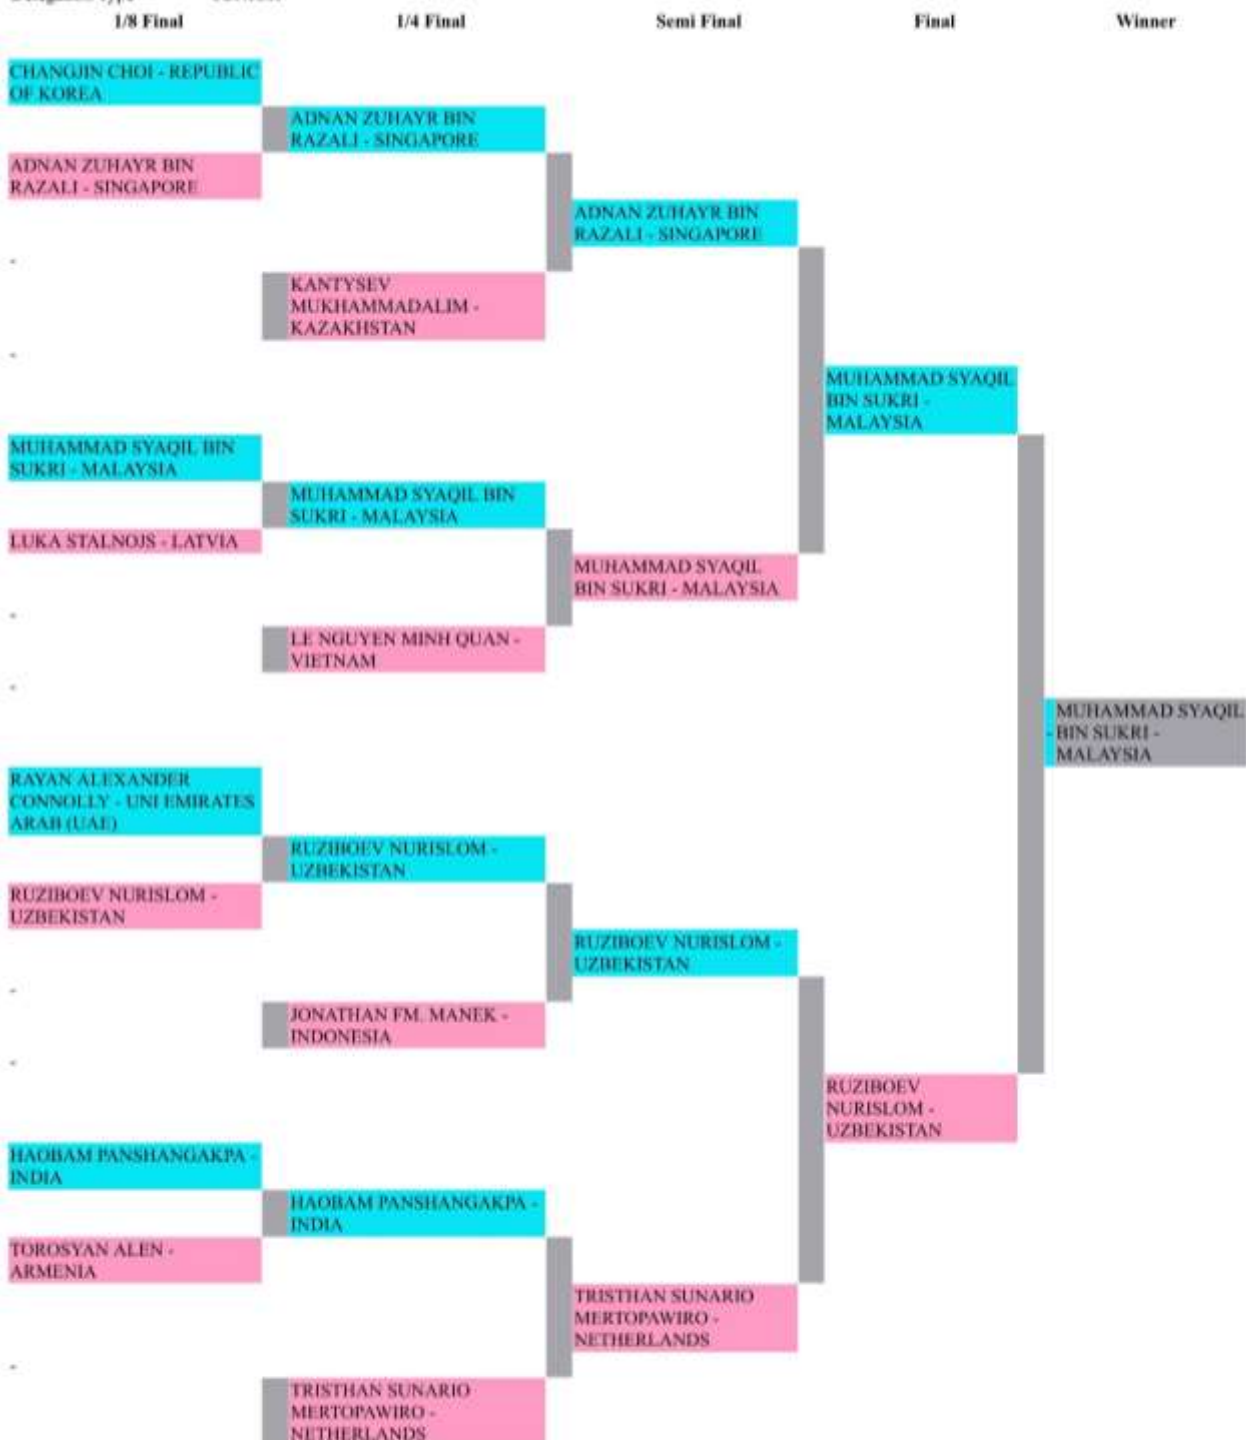 1/8 Final
1/4 Final
Semi Final
Final
Winner
CHANGJIN CHOI - REPUBLIC
OF KOREA
ADNAN ZUHAYR BIN
RAZALI - SINGAPORE
ADNAN ZUHAYR BIN
RAZALI - SINGAPORE
ADNAN ZUHAYR BIN
RAZALI - SINGAPORE
-
KANTYSEV
MUKHAMMADALIM -
KAZAKHSTAN
-
MUHAMMAD SYAQIL
BIN SUKRI -
MALAYSIA
MUHAMMAD SYAQIL BIN
SUKRI - MALAYSIA
MUHAMMAD SYAQIL BIN
SUKRI - MALAYSIA
LUKA STALNOJS - LATVIA
MUHAMMAD SYAQIL
BIN SUKRI - MALAYSIA
-
LE NGUYEN MINH QUAN -
VIETNAM
-
MUHAMMAD SYAQIL
- BIN SUKRI -
MALAYSIA
RAYAN ALEXANDER
CONNOLLY - UNI EMIRATES
ARAB (UAE)
RUZIBOEV NURISLOM -
UZBEKISTAN
RUZIBOEV NURISLOM -
UZBEKISTAN
RUZIBOEV NURISLOM -
UZBEKISTAN
-
JONATHAN FM. MANEK -
INDONESIA
-
RUZIBOEV
NURISLOM -
UZBEKISTAN
HAOBAM PANSHANGAKPA -
INDIA
HAOBAM PANSHANGAKPA -
INDIA
TOROSYAN ALEN -
ARMENIA
TRISTHAN SUNARIO
MERTOPAWIRO -
NETHERLANDS
-
TRISTHAN SUNARIO
MERTOPAWIRO -
NETHERLANDS